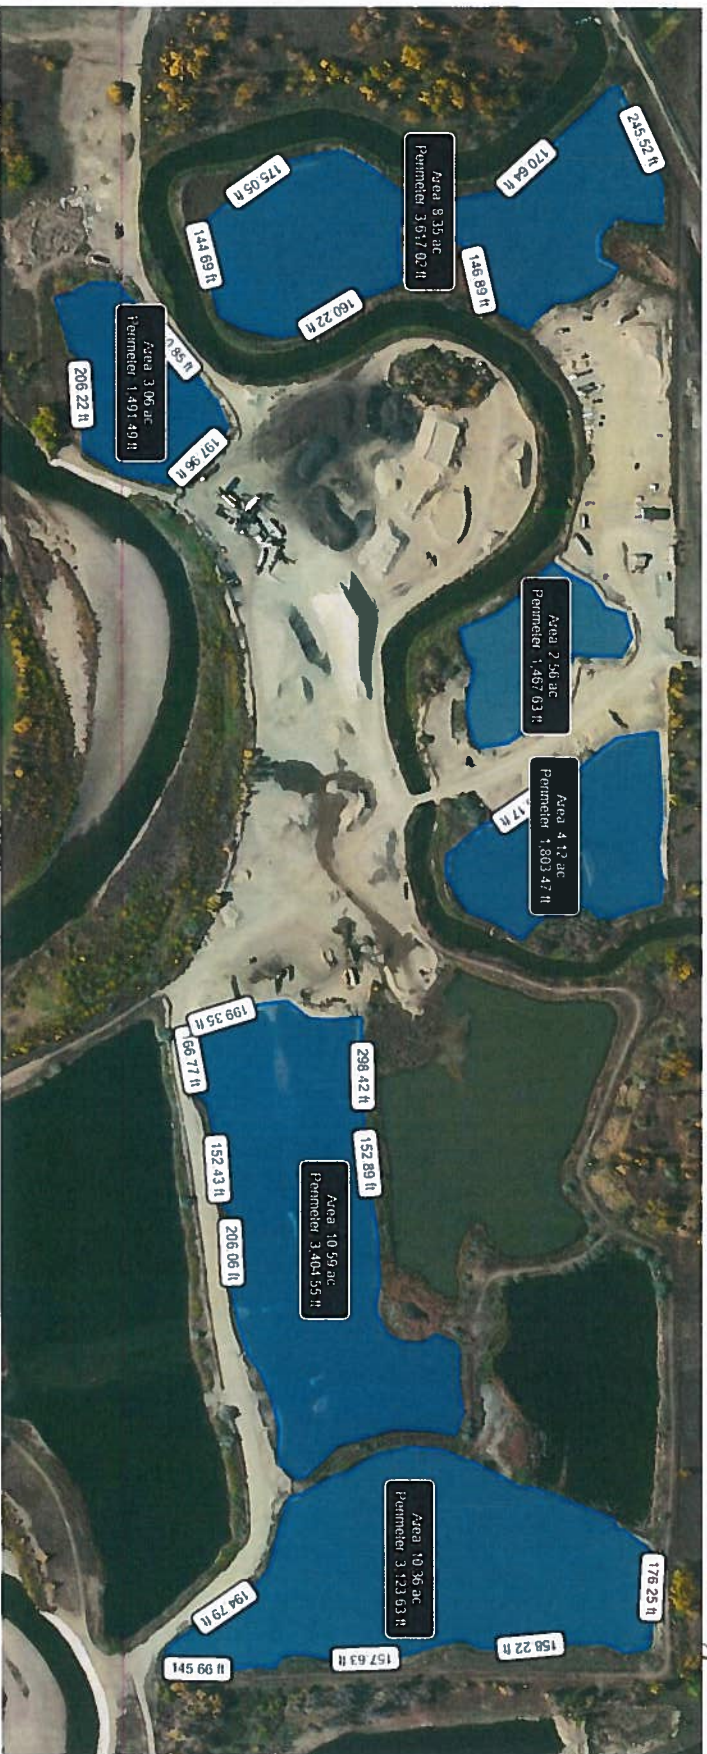 245.52 ft
170.64 ft
Area 8.35 ac
Perimeter 3,617.02 ft
175.05 ft
144.69 ft
146.89 ft
160.22 ft
Area 3.06 ac
Perimeter 1,491.49 ft
0.85 ft
206.22 ft
197.96 ft
Area 2.56 ac
Perimeter 1,467.63 ft
Area 4.12 ac
Perimeter 1,803.47 ft
.17 ft
199.35 ft
66.77 ft
298.42 ft
152.89 ft
152.43 ft
206.06 ft
Area 10.59 ac
Perimeter 3,404.55 ft
Area 10.36 ac
Perimeter 3,123.63 ft
176.25 ft
194.79 ft
158.22 ft
157.63 ft
145.66 ft